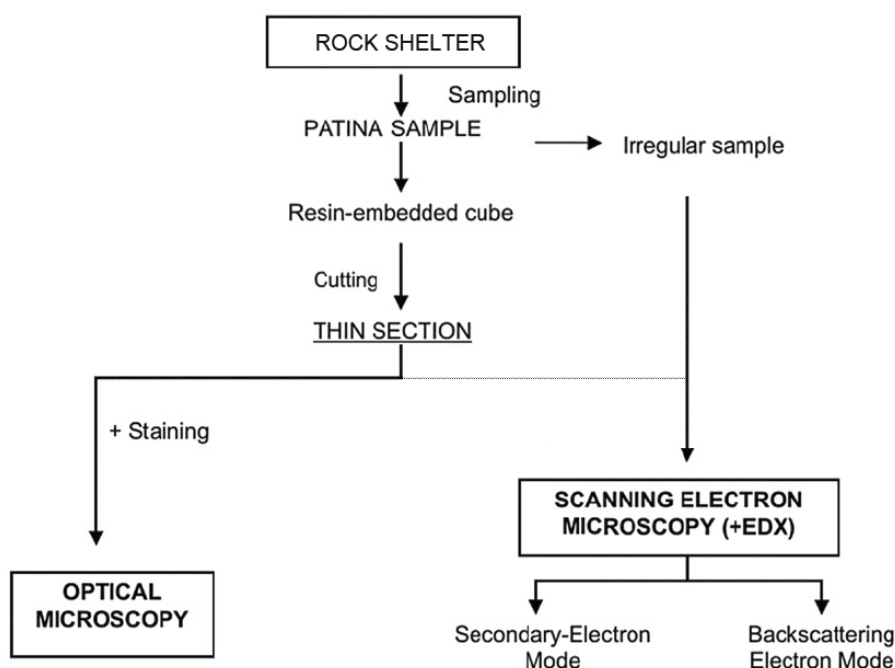 ROCK SHELTER
Sampling
PATINA SAMPLE
Irregular sample
Resin-embedded cube
Cutting
THIN SECTION
+ Staining
SCANNING ELECTRON
MICROSCOPY (+EDX)
OPTICAL
MICROSCOPY
Secondary-Electron
Mode
Backscattering
Electron Mode